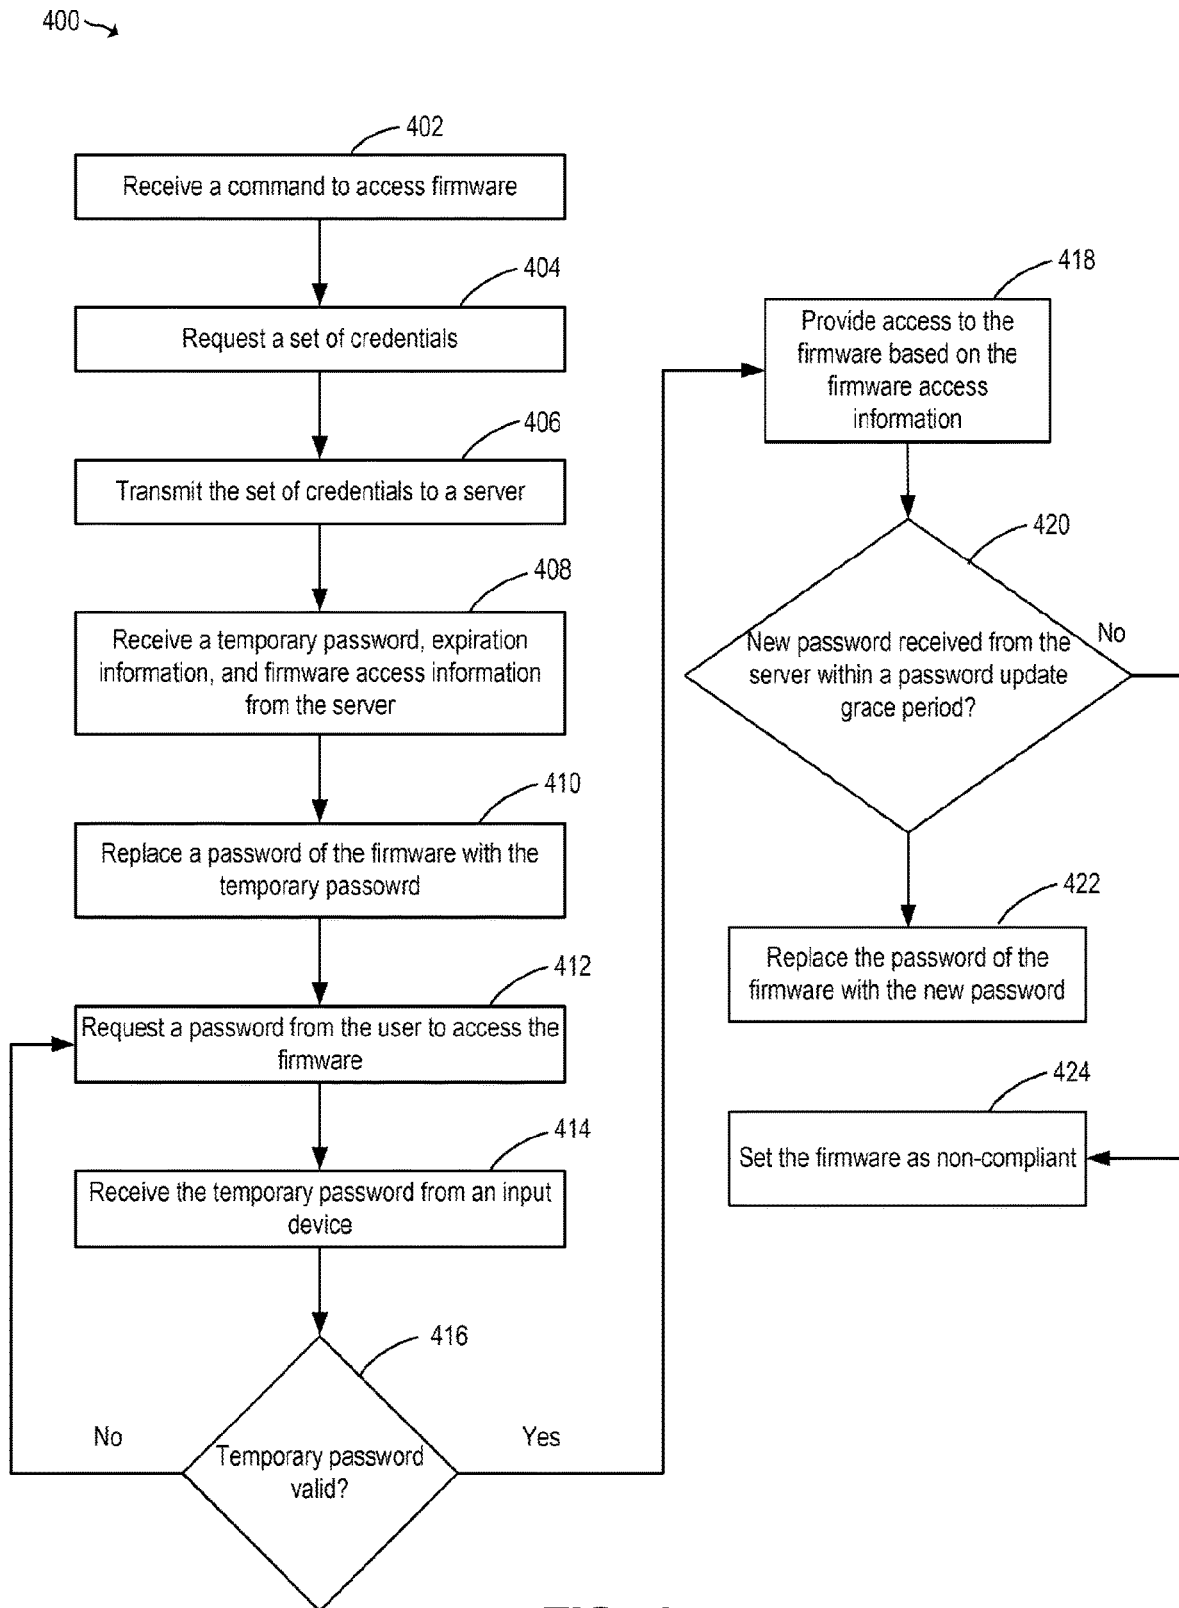 400
402
Receive a command to access firmware
404
Request a set of credentials
406
Transmit the set of credentials to a server
408
Receive a temporary password, expiration
information, and firmware access information
from the server
410
Replace a password of the firmware with the
temporary passowrd
412
Request a password from the user to access the
firmware
414
Receive the temporary password from an input
device
416
No
Yes
Temporary password
valid?
418
Provide access to the
firmware based on the
firmware access
information
420
No
New password received from the
server within a password update
grace period?
422
Replace the password of the
firmware with the new password
424
Set the firmware as non-compliant